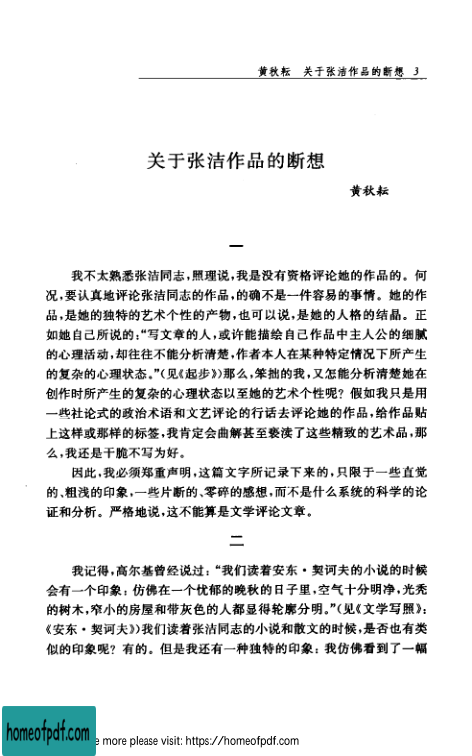 黄秋耘　关于张洁作品的断想　3
关于张洁作品的断想
黄秋耘
一
我不太熟悉张洁同志，照理说，我是没有资格评论她的作品的。何
况，要认真地评论张洁同志的作品，的确不是一件容易的事情。她的作
品，是她的独特的艺术个性的产物，也可以说，是她的人格的结晶。正
如她自己所说的：“写文章的人，或许能描绘自己作品中主人公的细腻
的心理活动，却往往不能分析清楚，作者本人在某种特定情况下所产生
的复杂的心理状态。”(见《起步》)那么，笨拙的我，又怎能分析清楚她在
创作时所产生的复杂的心理状态以至她的艺术个性呢？假如我只是用
一些社论式的政治术语和文艺评论的行话去评论她的作品，给作品贴
上这样或那样的标签，我肯定会曲解甚至亵渎了这些精致的艺术品，那
么，我还是干脆不写为好。
因此，我必须郑重声明，这篇文字所记录下来的，只限于一些直觉
的、粗浅的印象，一些片断的、零碎的感想，而不是什么系统的科学的论
证和分析。严格地说，这不能算是文学评论文章。
二
我记得，高尔基曾经说过：“我们读着安东·契诃夫的小说的时候
会有一个印象：仿佛在一个忧郁的晚秋的日子里，空气十分明净，光秃
的树木，窄小的房屋和带灰色的人都显得轮廓分明。”(见《文学写照》：
《安东·契诃夫》)我们读着张洁同志的小说和散文的时候，是否也有类
似的印象呢？有的。但是我还有一种独特的印象：我仿佛看到了一幅
homeofpdf.com
e more please visit: https://homeofpdf.com